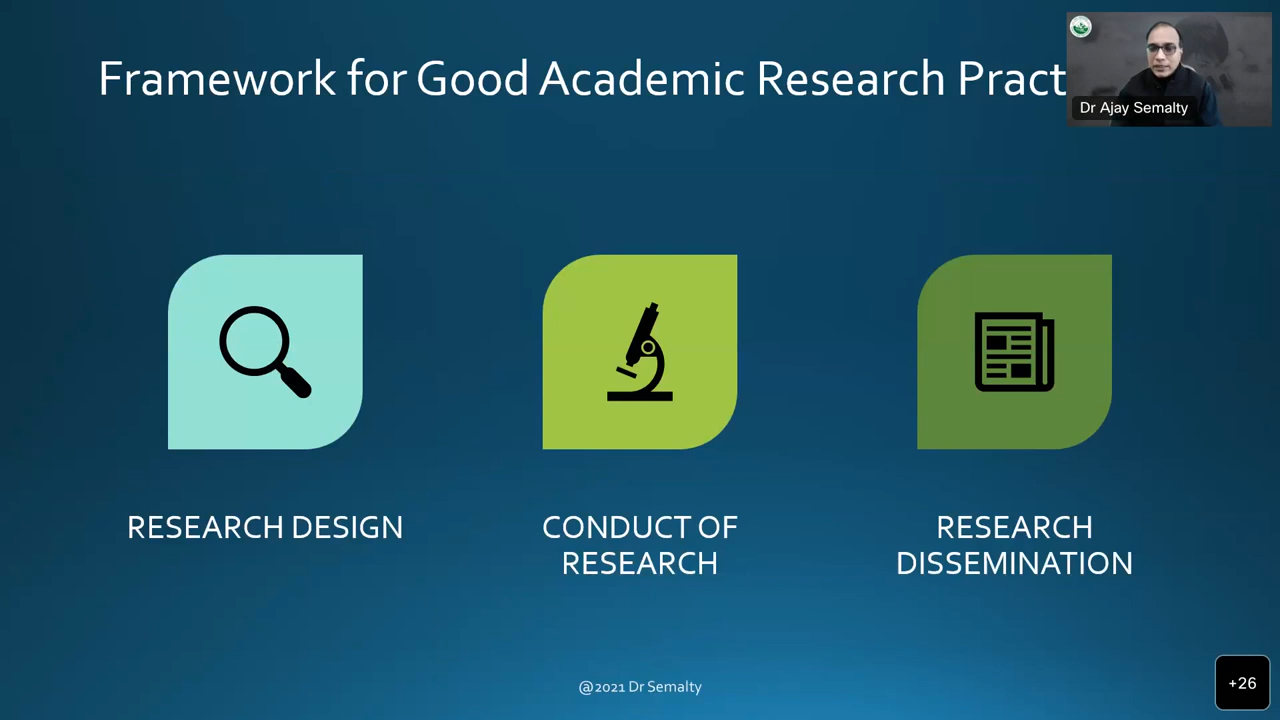 Framework for Good Academic Research Pract
Dr Ajay Semalty
RESEARCH DESIGN
CONDUCT OF
RESEARCH
RESEARCH
DISSEMINATION
@2021 Dr Semalty
+26